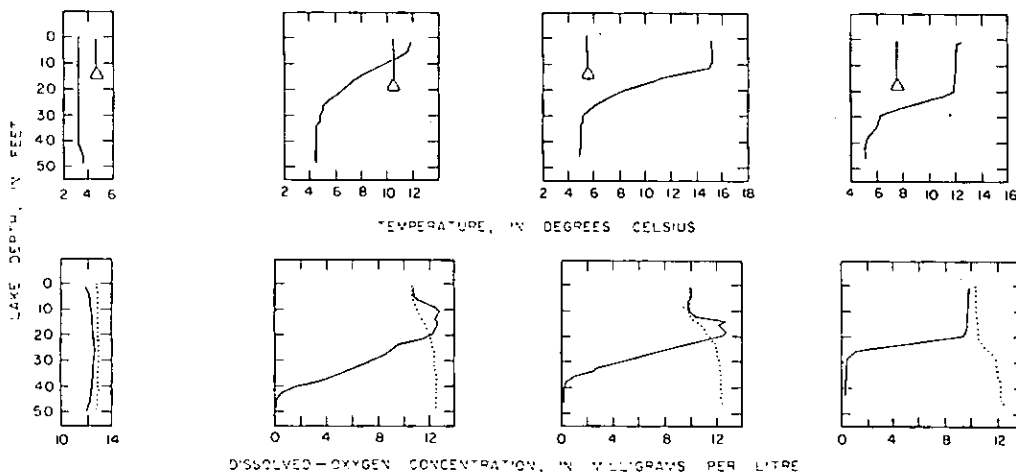 LAKE DEPTH, IN FEET
0
10
20
30
40
50
2 4 6
2 4 6 8 10 12
2 4 6 8 10 12 14 16 18
4 6 8 10 12 14 16
TEMPERATURE, IN DEGREES CELSIUS
0
10
20
30
40
50
10 12 14
0 4 8 12
0 4 8 12
0 4 8 12
DISSOLVED-OXYGEN CONCENTRATION, IN MILLIGRAMS PER LITRE